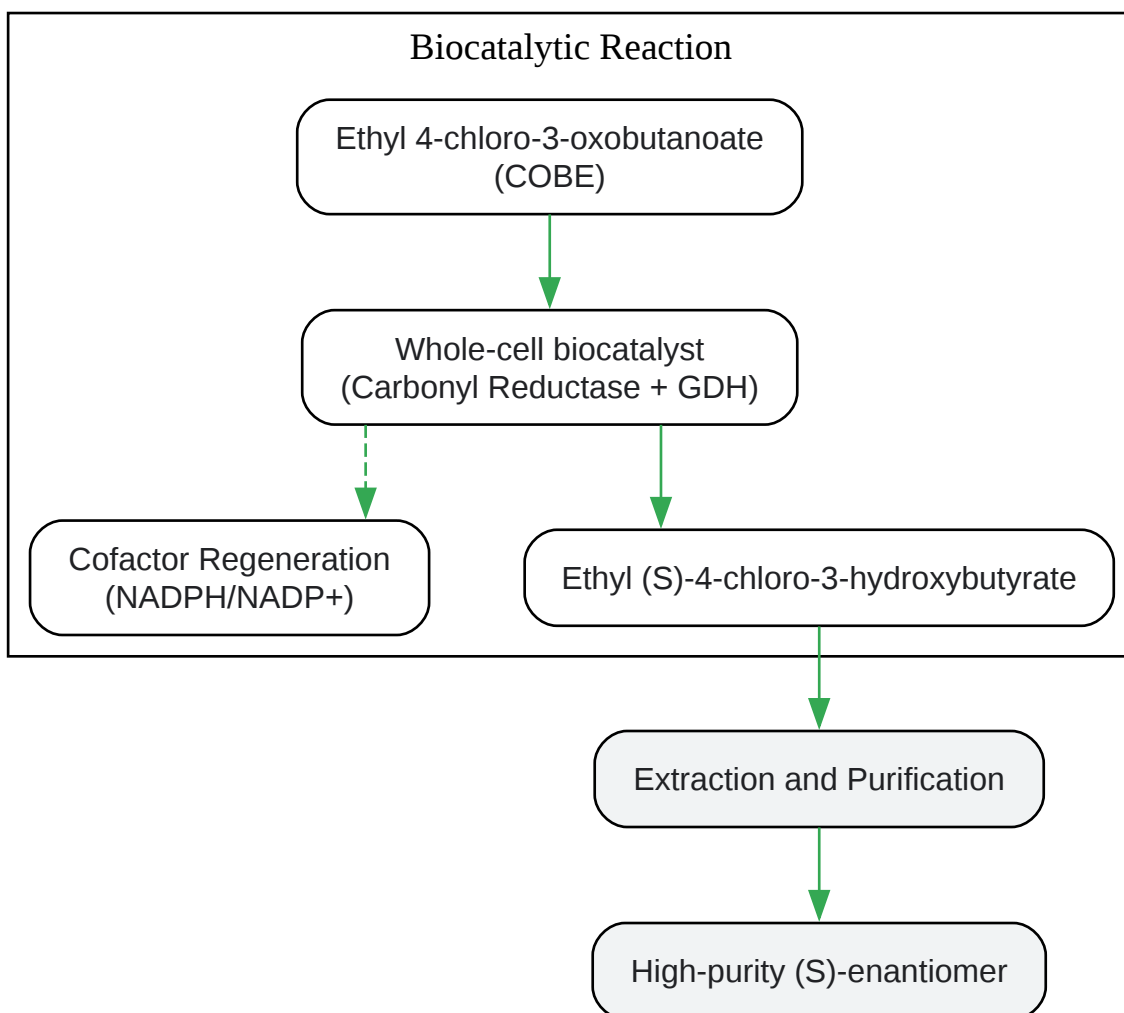 Biocatalytic Reaction
Ethyl 4-chloro-3-oxobutanoate
(COBE)
Whole-cell biocatalyst
(Carbonyl Reductase + GDH)
Cofactor Regeneration
(NADPH/NADP+)
Ethyl (S)-4-chloro-3-hydroxybutyrate
Extraction and Purification
High-purity (S)-enantiomer